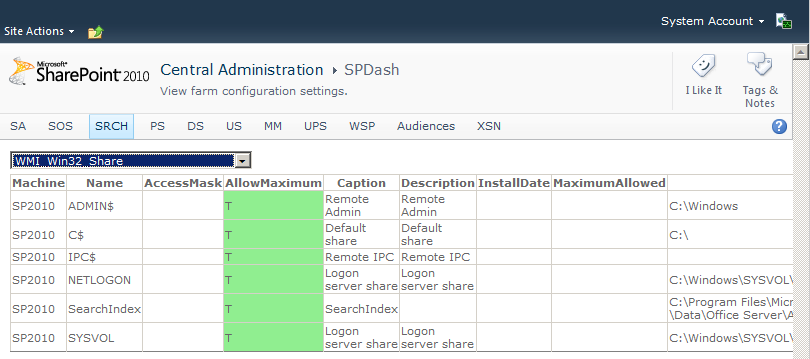 System Account
Site Actions
Microsoft®
SharePoint® 2010
Central Administration SPDash
View farm configuration settings.
I Like It
Tags & Notes
SA SOS SRCH PS DS US MM UPS WSP Audiences XSN
WMI_Win32_Share
Machine Name AccessMask AllowMaximum Caption Description InstallDate MaximumAllowed
SP2010 ADMIN$ T Remote Admin Remote Admin C:\Windows
SP2010 C$ T Default share Default share C:\
SP2010 IPC$ T Remote IPC Remote IPC
SP2010 NETLOGON T Logon server share Logon server share C:\Windows\SYSVOL\
SP2010 SearchIndex T SearchIndex C:\Program Files\Micr \Data\Office Server\A
SP2010 SYSVOL T Logon server share Logon server share C:\Windows\SYSVOL\